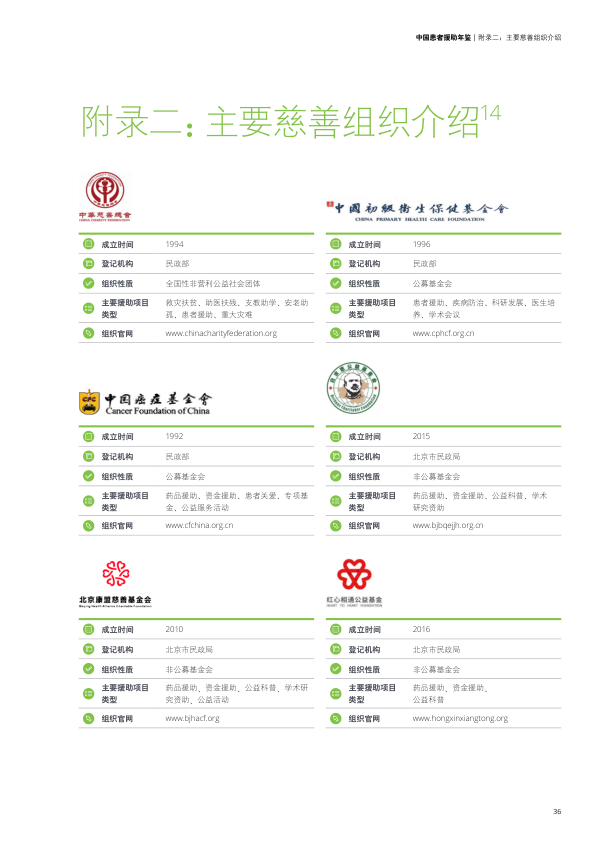 中国患者援助年鉴 | 附录二：主要慈善组织介绍
附录二：主要慈善组织介绍14
中華慈善總會
CHINA CHARITY FEDERATION
成立时间 1994
登记机构 民政部
组织性质 全国性非营利公益社会团体
主要援助项目类型 救灾扶贫、助医扶残、支教助学、安老助
孤、患者援助、重大灾难
组织官网 www.chinacharityfederation.org
中國初級衛生保健基金會
CHINA PRIMARY HEALTH CARE FOUNDATION
成立时间 1996
登记机构 民政部
组织性质 公募基金会
主要援助项目类型 患者援助、疾病防治、科研发展、医生培
养、学术会议
组织官网 www.cphcf.org.cn
CFC
中國癌症基金會
Cancer Foundation of China
成立时间 1992
登记机构 民政部
组织性质 公募基金会
主要援助项目类型 药品援助、资金援助、患者关爱、专项基
金、公益服务活动
组织官网 www.cfchina.org.cn
成立时间 2015
登记机构 北京市民政局
组织性质 非公募基金会
主要援助项目类型 药品援助、资金援助、公益科普、学术
研究资助
组织官网 www.bjbqejjh.org.cn
北京康盟慈善基金会
Beijing Health Alliance Charitable Foundation
成立时间 2010
登记机构 北京市民政局
组织性质 非公募基金会
主要援助项目类型 药品援助、资金援助、公益科普、学术研
究资助、公益活动
组织官网 www.bjhacf.org
红心相通公益基金
HEART TO HEART FOUNDATION
成立时间 2016
登记机构 北京市民政局
组织性质 非公募基金会
主要援助项目类型 药品援助、资金援助、
公益科普
组织官网 www.hongxinxiangtong.org
36